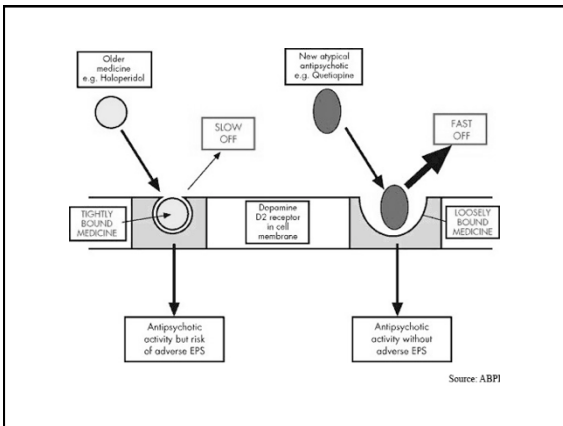 Older
medicine
e.g. Haloperidol
New atypical
antipsychotic
e.g. Quetiapine
SLOW
OFF
FAST
OFF
TIGHTLY
BOUND
MEDICINE
Dopamine
D2 receptor
in cell
membrane
LOOSELY
BOUND
MEDICINE
Antipsychotic
activity but risk
of adverse EPS
Antipsychotic
activity without
adverse EPS
Source: ABPI